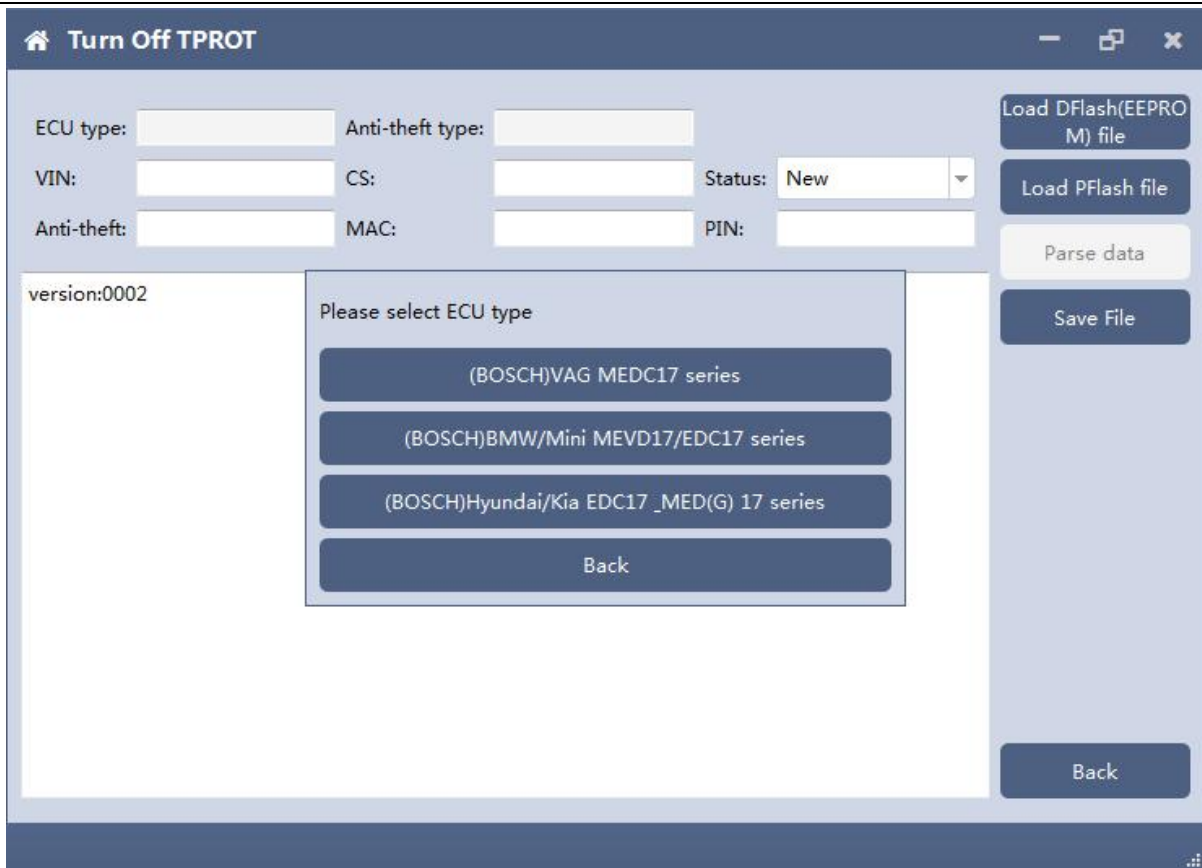 Turn Off TPROT
ECU type:
Anti-theft type:
Load DFlash(EEPRO
M) file
VIN:
CS:
Status: New
Load PFlash file
Anti-theft:
MAC:
PIN:
Parse data
version:0002
Save File
Please select ECU type
(BOSCH)VAG MEDC17 series
(BOSCH)BMW/Mini MEVD17/EDC17 series
(BOSCH)Hyundai/Kia EDC17 _MED(G) 17 series
Back
Back